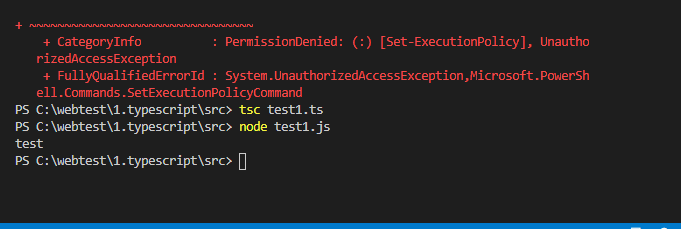 + ~~~~~~~~~~~~~~~~~~~~~~~~~~~~~~~~
    + CategoryInfo          : PermissionDenied: (:) [Set-ExecutionPolicy], Unautho
   rizedAccessException
    + FullyQualifiedErrorId : System.UnauthorizedAccessException,Microsoft.PowerSh
   ell.Commands.SetExecutionPolicyCommand
PS C:\webtest\1.typescript\src> tsc test1.ts
PS C:\webtest\1.typescript\src> node test1.js
test
PS C:\webtest\1.typescript\src>